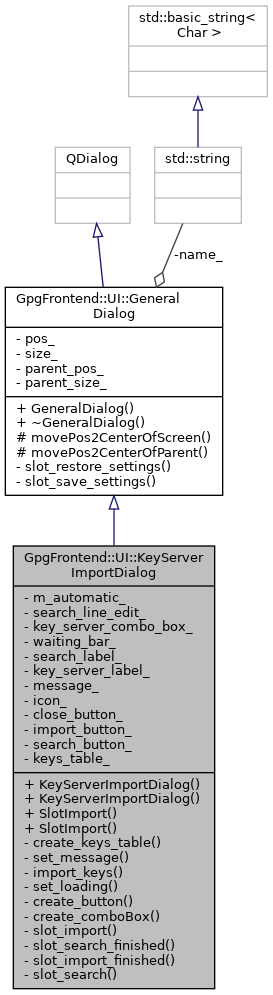 std::basic_string<
Char >
QDialog
std::string
-name_
GpgFrontend::UI::General
Dialog
- pos_
- size_
- parent_pos_
- parent_size_
+ GeneralDialog()
+ ~GeneralDialog()
# movePos2CenterOfScreen()
# movePos2CenterOfParent()
- slot_restore_settings()
- slot_save_settings()
GpgFrontend::UI::KeyServer
ImportDialog
- m_automatic_
- search_line_edit_
- key_server_combo_box_
- waiting_bar_
- search_label_
- key_server_label_
- message_
- icon_
- close_button_
- import_button_
- search_button_
- keys_table_
+ KeyServerImportDialog()
+ KeyServerImportDialog()
+ SlotImport()
+ SlotImport()
- create_keys_table()
- set_message()
- import_keys()
- set_loading()
- create_button()
- create_comboBox()
- slot_import()
- slot_search_finished()
- slot_import_finished()
- slot_search()